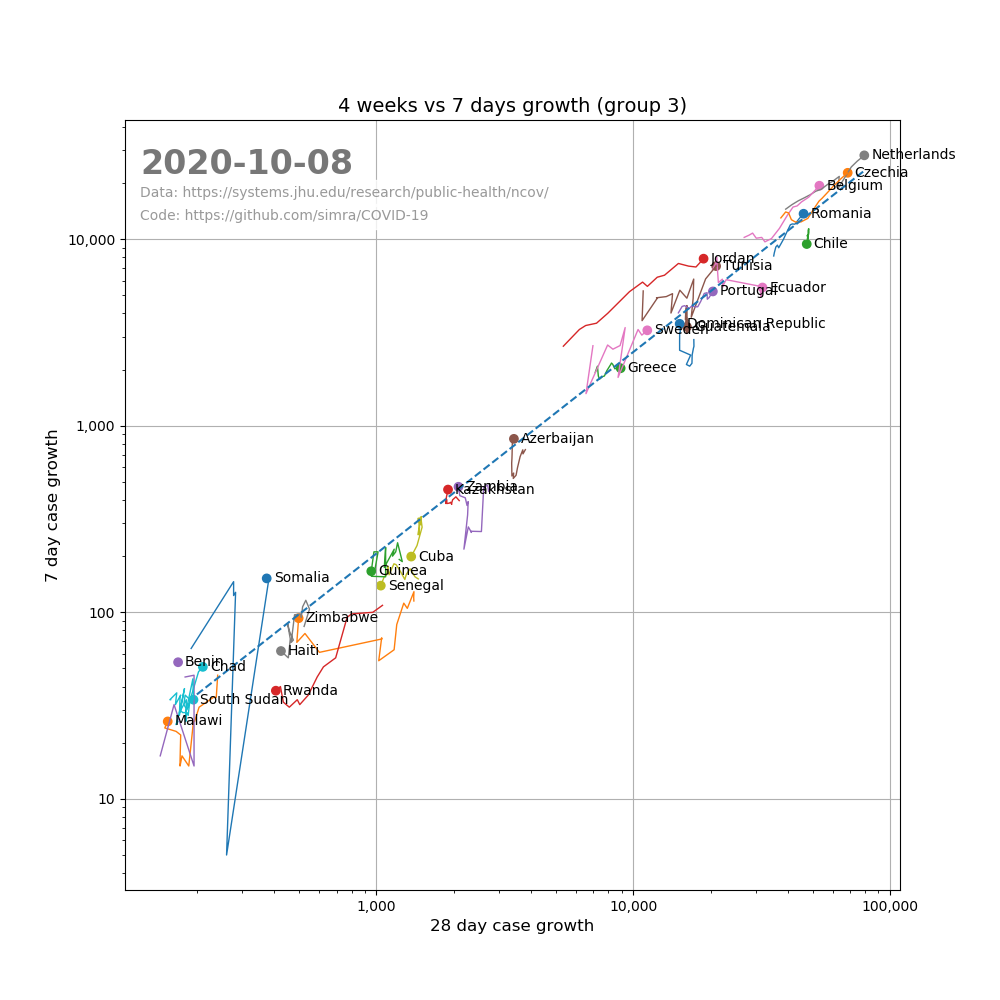 4 weeks vs 7 days growth (group 3)
2020-10-08
Data: https://systems.jhu.edu/research/public-health/ncov/
Code: https://github.com/simra/COVID-19
Netherlands
Czechia
Belgium
Romania
10,000
Chile
Jordan
Tunisia
Ecuador
Portugal
Dominican Republic
Guatemala
Sweden
Greece
1,000
Azerbaijan
Zambia
Kazakhstan
Cuba
Guinea
Somalia
Senegal
100
Zimbabwe
Haiti
Benin
Chad
Rwanda
South Sudan
Malawi
10
7 day case growth
1,000
10,000
100,000
28 day case growth